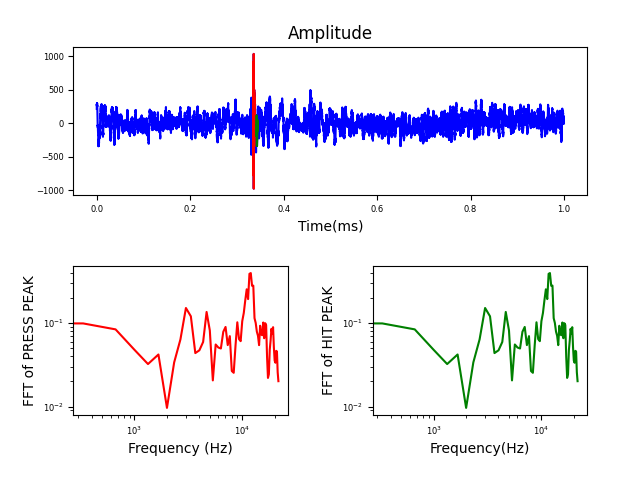 Amplitude
1000
500
0
−500
−1000
0.0 0.2 0.4 0.6 0.8 1.0
Time(ms)
FFT of PRESS PEAK
10⁻¹
10⁻²
10³ 10⁴
Frequency (Hz)
FFT of HIT PEAK
10⁻¹
10⁻²
10³ 10⁴
Frequency(Hz)